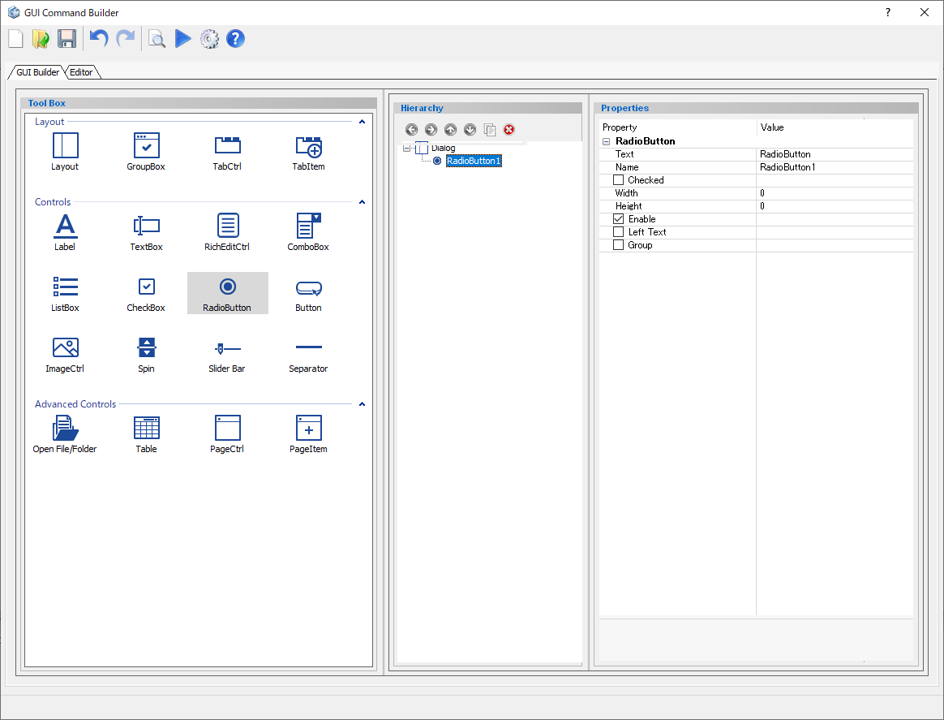 GUI Command Builder
?
GUI Builder Editor
Tool Box
Layout
Layout GroupBox TabCtrl TabItem
Controls
Label TextBox RichEditCtrl ComboBox
ListBox CheckBox RadioButton Button
ImageCtrl Spin Slider Bar Separator
Advanced Controls
Open File/Folder Table PageCtrl PageItem
Hierarchy
Dialog
RadioButton1
Properties
Property Value
RadioButton
Text RadioButton
Name RadioButton1
Checked
Width 0
Height 0
Enable
Left Text
Group